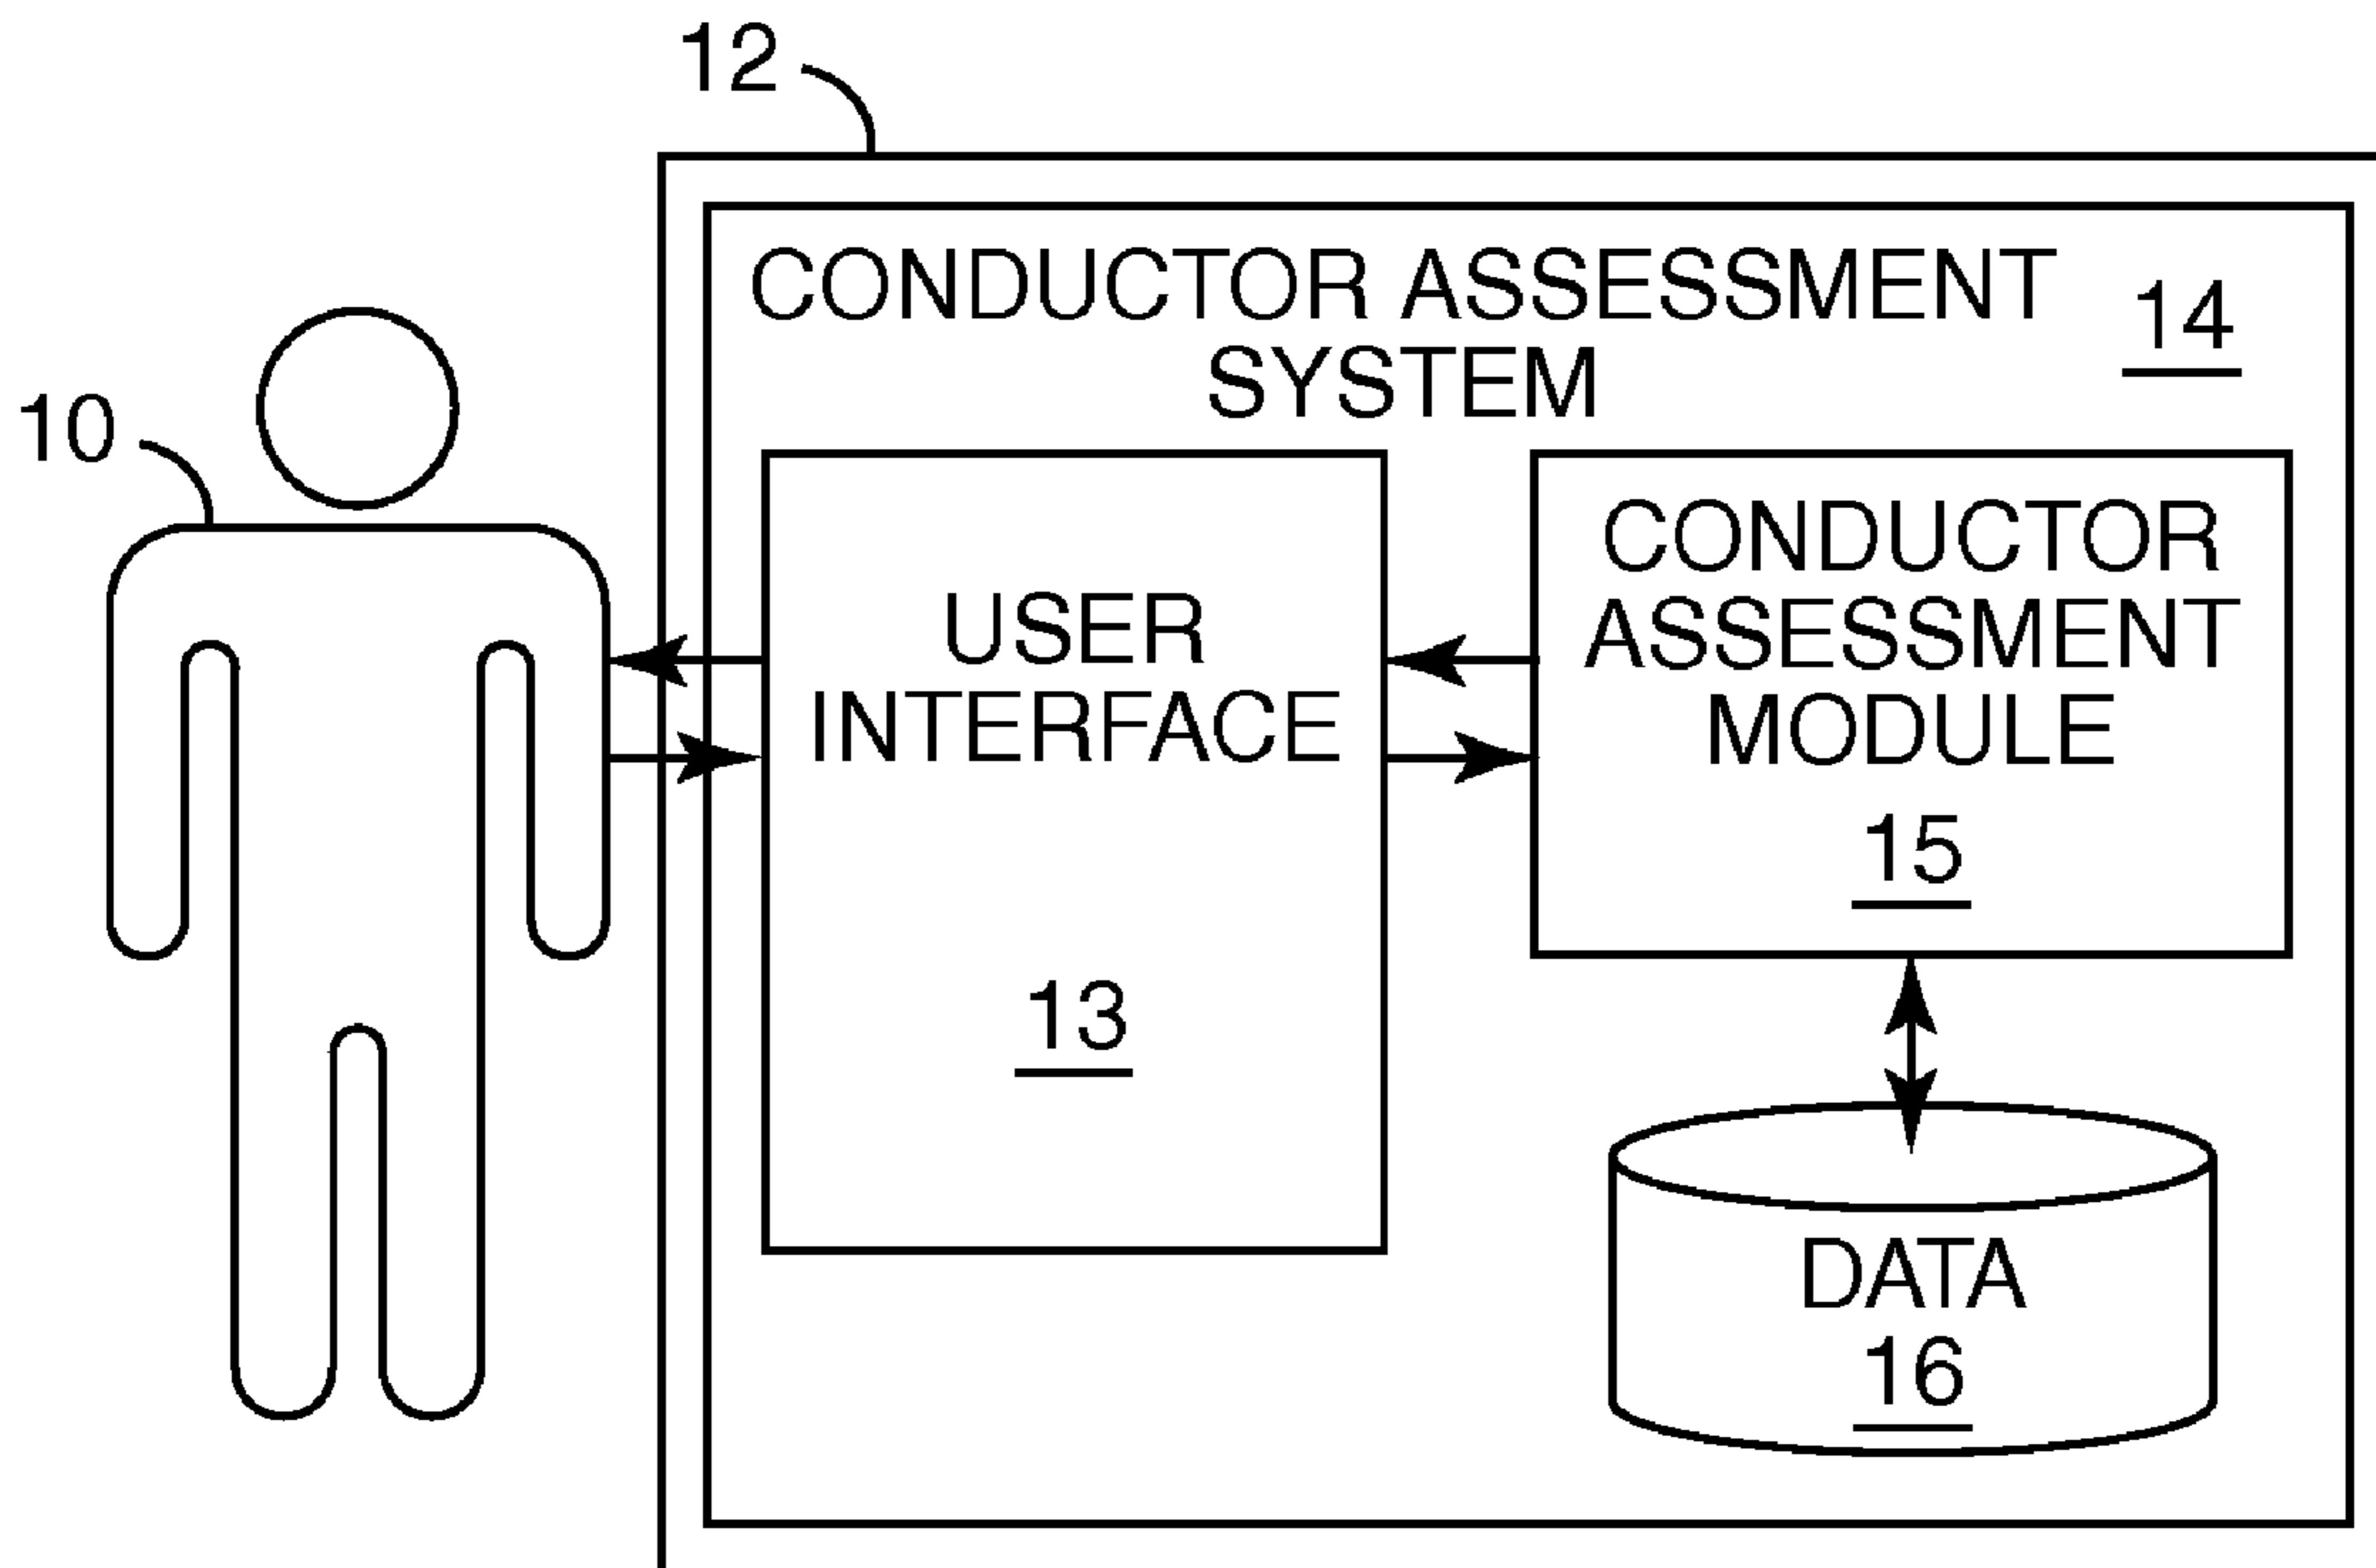 12
CONDUCTOR ASSESSMENT
SYSTEM
14
10
USER
INTERFACE
13
CONDUCTOR
ASSESSMENT
MODULE
15
DATA
16